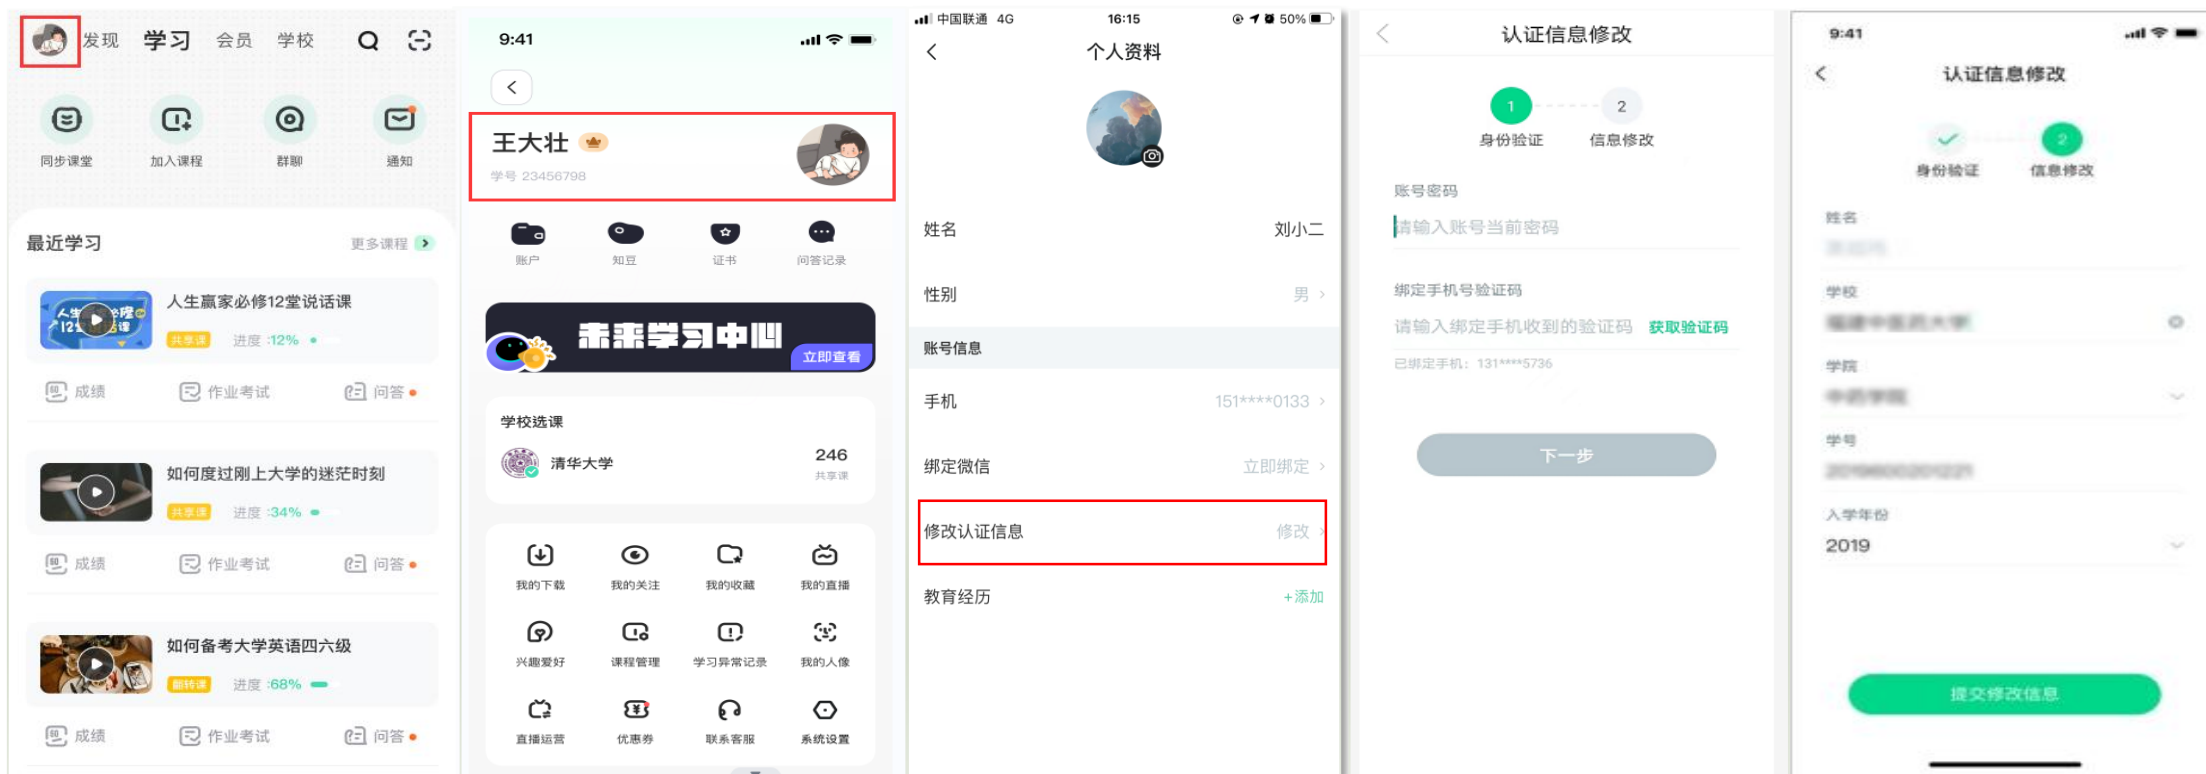 发现 学习 会员 学校
同步课堂 加入课程 群聊 通知
最近学习 更多课程
人生赢家必修12堂说话课
共享课 进度 :12%
成绩 作业考试 问答
如何度过刚上大学的迷茫时刻
共享课 进度 :34%
成绩 作业考试 问答
如何备考大学英语四六级
翻转课 进度 :68%
成绩 作业考试 问答
9:41
王大壮
学号 23456798
账户 知豆 证书 问答记录
未来学习中心
立即查看
学校选课
清华大学 246
共享课
我的下载 我的关注 我的收藏 我的直播
兴趣爱好 课程管理 学习异常记录 我的人像
直播运营 优惠券 联系客服 系统设置
中国联通 4G 16:15 50%
个人资料
姓名 刘小二
性别 男
账号信息
手机 151****0133
绑定微信 立即绑定
修改认证信息 修改
教育经历 +添加
认证信息修改
1 2
身份验证 信息修改
账号密码
请输入账号当前密码
绑定手机号验证码
请输入绑定手机收到的验证码 获取验证码
已绑定手机：131****5736
下一步
9:41
认证信息修改
2
身份验证 信息修改
姓名
学校
福建中医药大学
学院
中药学院
学号
入学年份
2019
提交修改信息